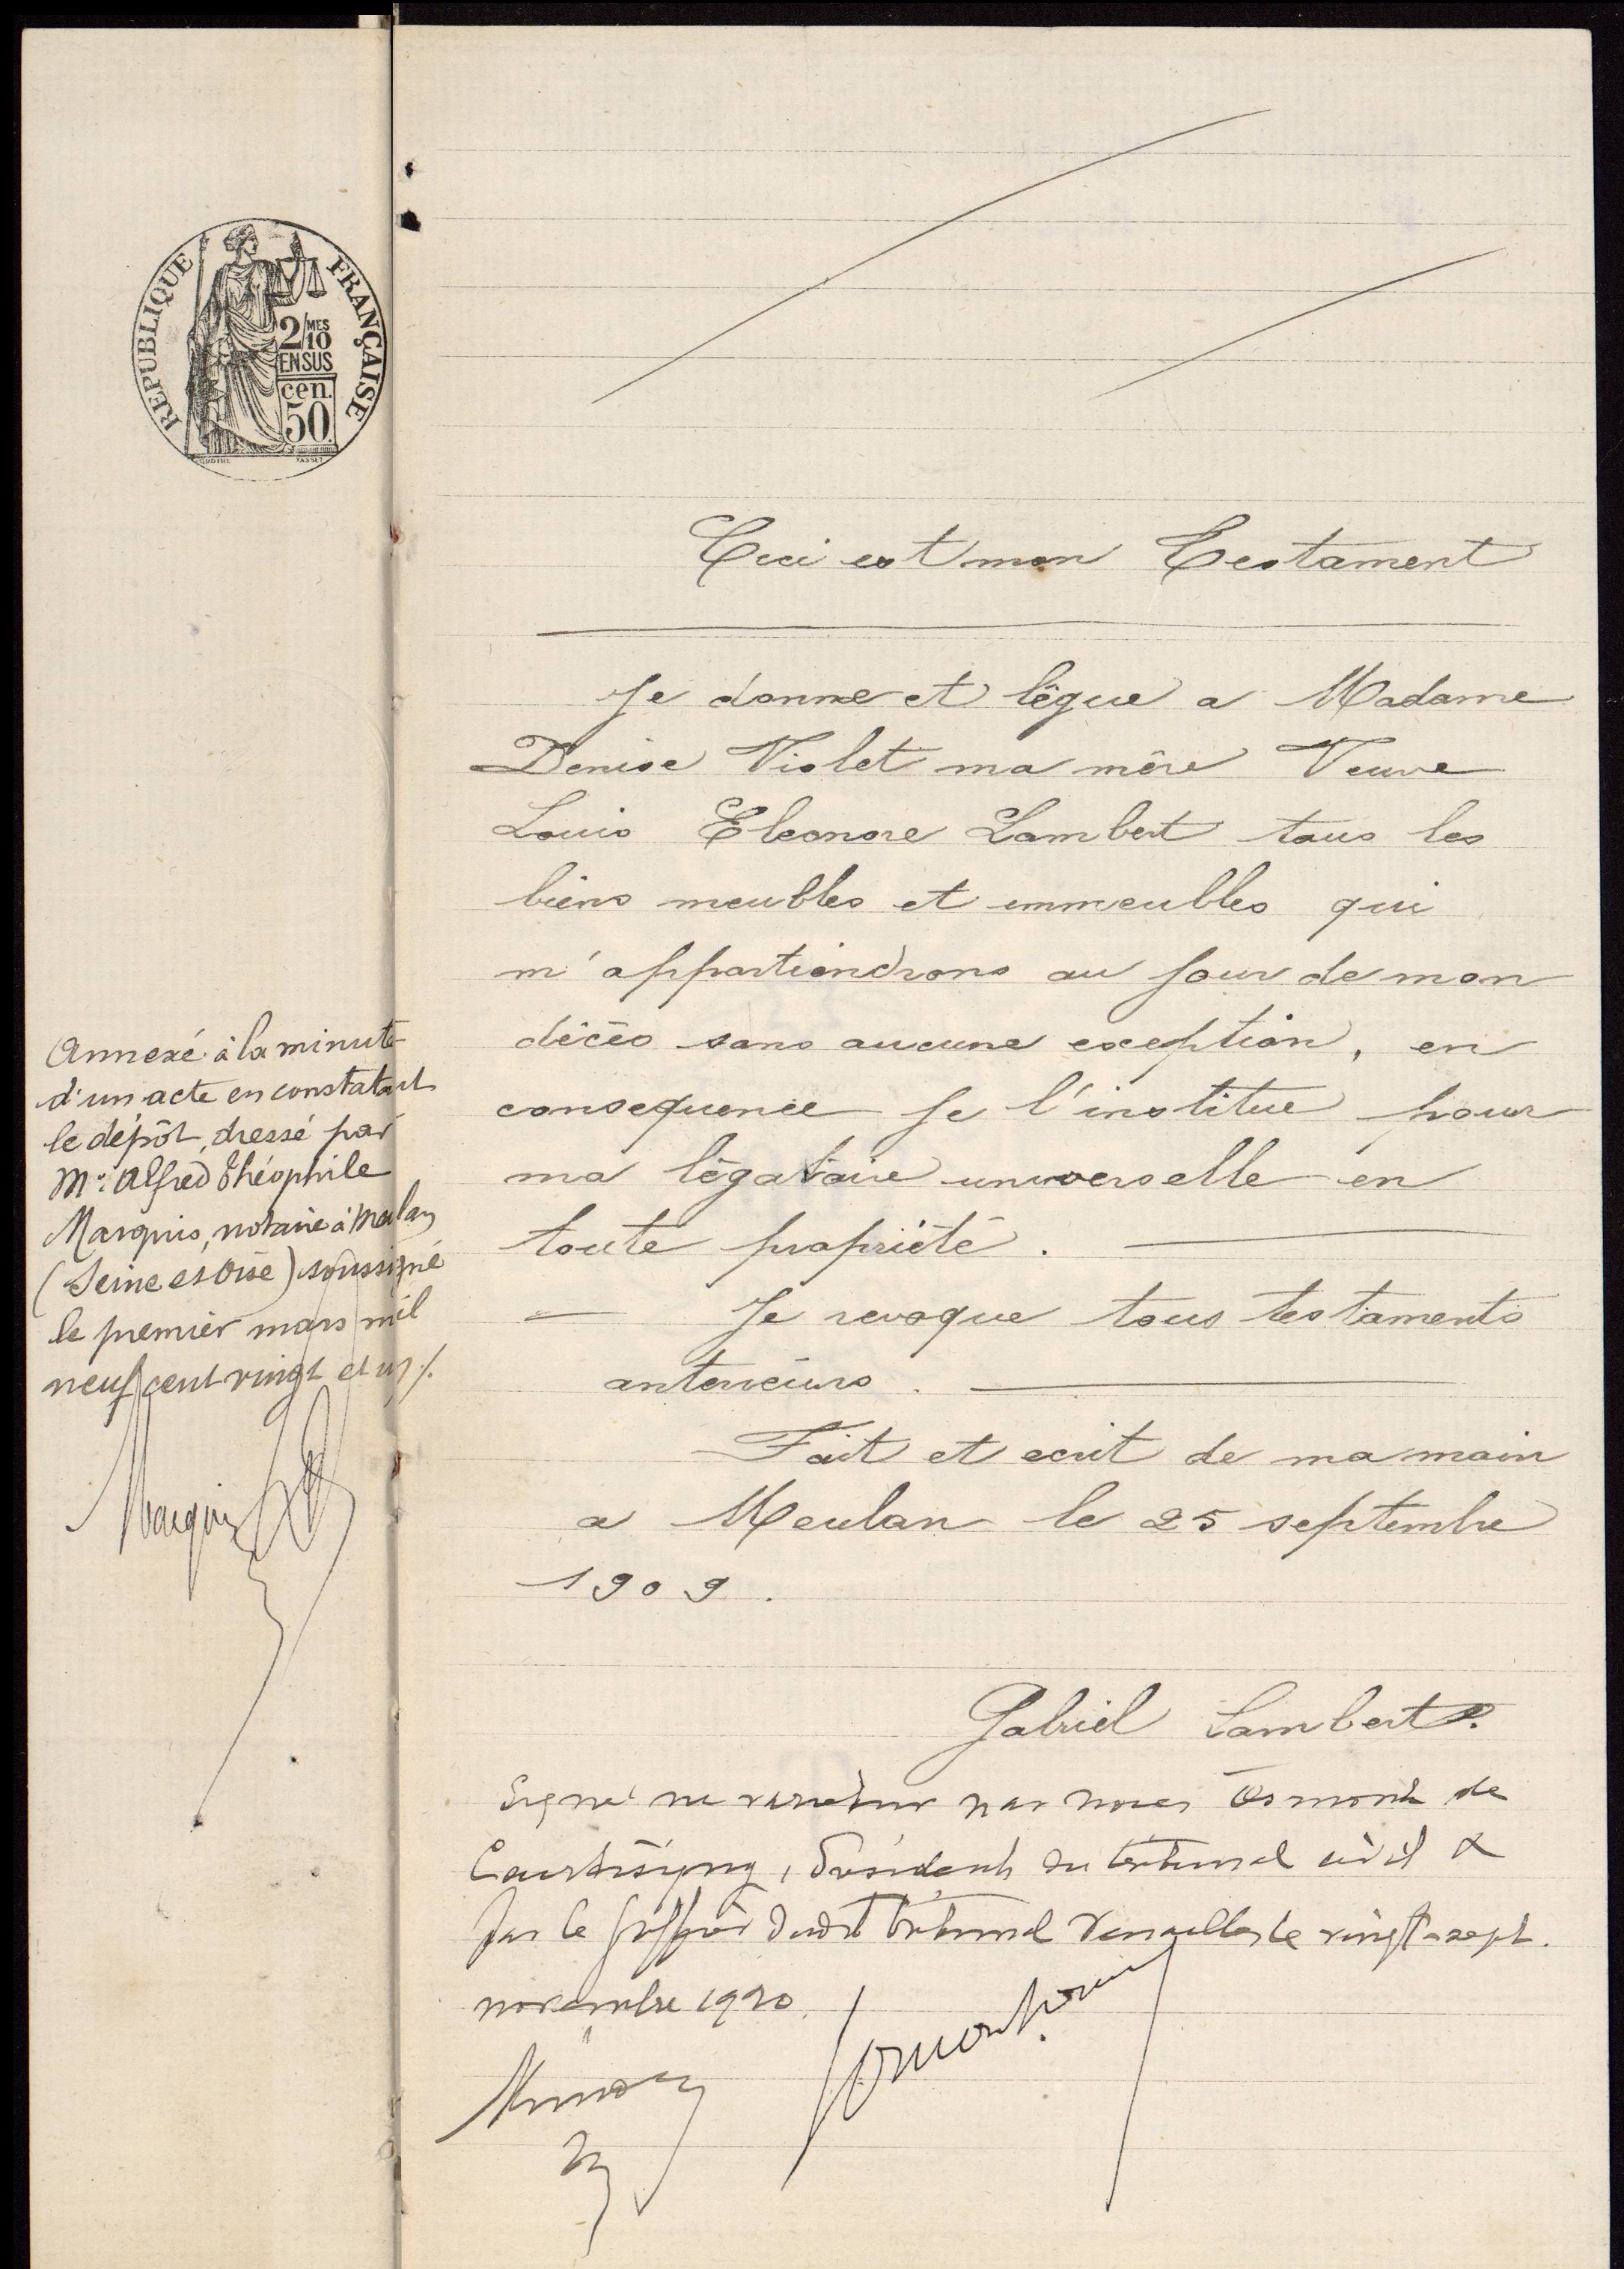 REPUBLIQUE FRANÇAISE
2/10 MES
EN SUS
cen.
50
Ceci est mon Testament
Je donne et lègue a Madame
Denise Violet ma mère Veuve
Louis Eleonore Lambert tous les
biens meubles et immeubles qui
m'appartiendrons au jour de mon
décès sans aucune exception, en
consequence je l'institue pour
ma légataire universelle en
toute propriété.
Je revoque tous testaments
anterieurs.
Fait et ecrit de ma main
a Meulan le 25 septembre
1909.
Gabriel Lambert
Signé ne varietur par nous Osmont de
Courtisigny, Président du tribunal civil &
par le greffier dudit tribunal Versailles le vingt-sept
novembre 1920.
Annexé à la minute
d'un acte en constatant
le dépôt, dressé par
Me Alfred Théophile
Marquis, notaire à Meulan
(Seine et Oise) soussigné
le premier mars mil
neuf cent vingt et un ./.
Marquis